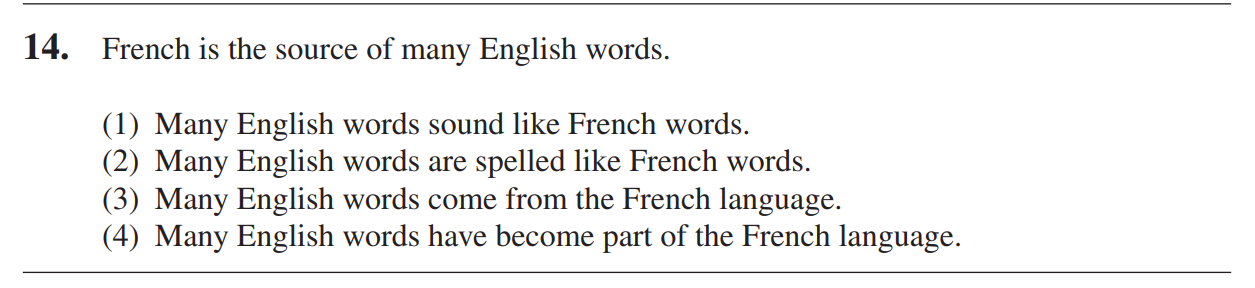 14. French is the source of many English words.
(1) Many English words sound like French words.
(2) Many English words are spelled like French words.
(3) Many English words come from the French language.
(4) Many English words have become part of the French language.